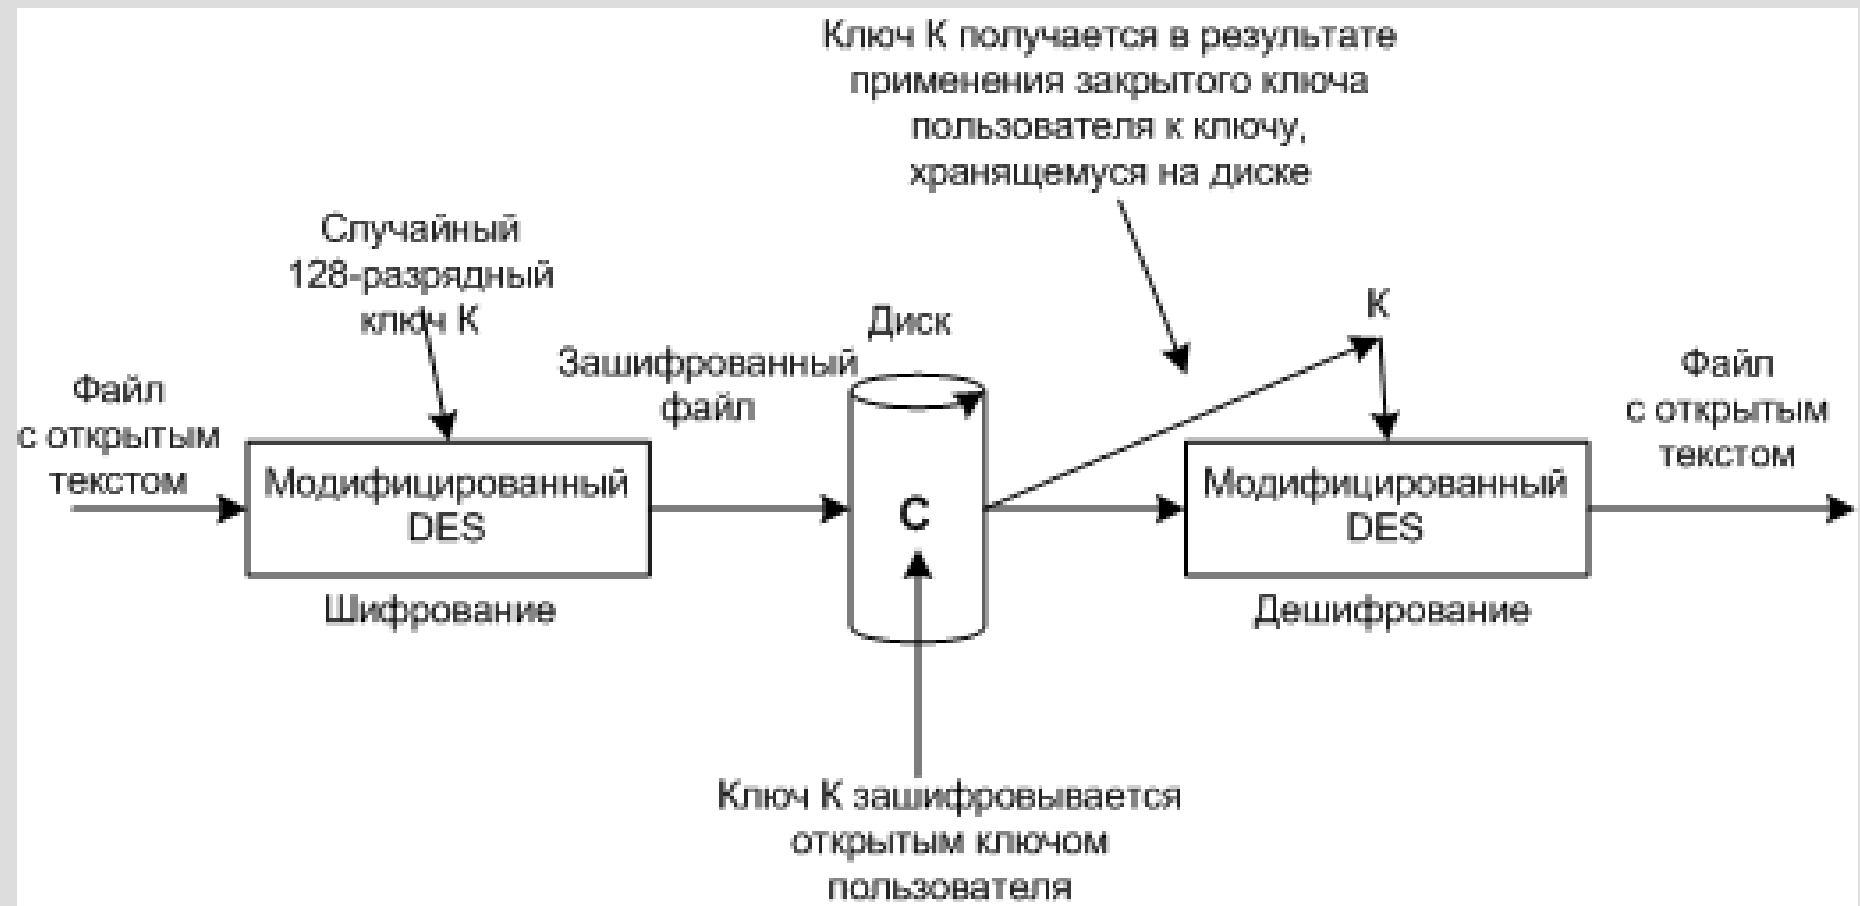 Ключ К получается в результате
применения закрытого ключа
пользователя к ключу,
хранящемуся на диске
Случайный
128-разрядный
ключ К
Диск
К
Зашифрованный
файл
Файл
с открытым
текстом
Файл
с открытым
текстом
Модифицированный
DES
С
Модифицированный
DES
Шифрование
Дешифрование
Ключ К зашифровывается
открытым ключом
пользователя